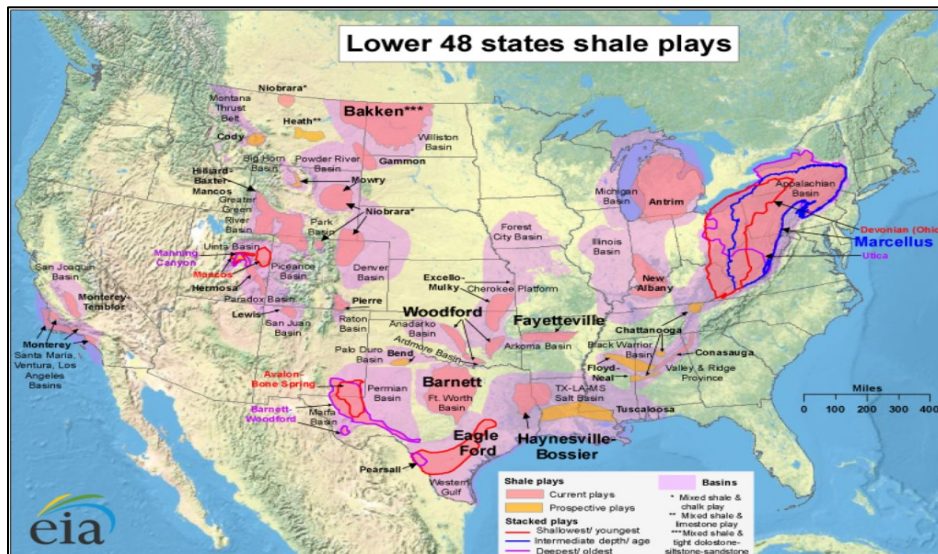 Lower 48 states shale plays
Niobrara*
Montana
Thrust
Belt
Bakken***
Heath**
Cody
Williston
Basin
Big Horn
Basin
Powder River
Basin
Gammon
Hilliard-
Baxter-
Mancos
Mowry
Greater
Green
River
Basin
Park
Basin
Niobrara*
Michigan
Basin
Antrim
Appalachian
Basin
Devonian (Ohio
Marcellus
Utica
Forest
City Basin
Illinois
Basin
Uinta Basin
Manning
Canyon
Mancos
Piceance
Basin
Denver
Basin
Hermosa
San Joaquin
Basin
Monterey-
Temblor
Paradox Basin
Excello-
Mulky
Cherokee Platform
New
Albany
Pierre
Lewis
San Juan
Basin
Raton
Basin
Woodford
Anadarko
Basin
Fayetteville
Chattanooga
Monterey
Santa Maria,
Ventura, Los
Angeles
Basins
Palo Duro
Basin
Bend
Ardmore Basin
Arkoma Basin
Black Warrior
Basin
Conasauga
Floyd-
Neal
Valley & Ridge
Province
Avalon-
Bone Spring
Permian
Basin
Barnett
Ft. Worth
Basin
TX-LA-MS
Salt Basin
Tuscaloosa
Miles
0 100 200 300 400
Barnett-
Woodford
Marfa
Basin
Eagle
Ford
Haynesville-
Bossier
Pearsall
Western
Gulf
eia
Shale plays
Current plays
Prospective plays
Stacked plays
Shallowest/ youngest
Intermediate depth/ age
Deepest/ oldest
Basins
* Mixed shale &
chalk play
** Mixed shale &
limestone play
***Mixed shale &
tight dolostone-
siltstone-sandstone